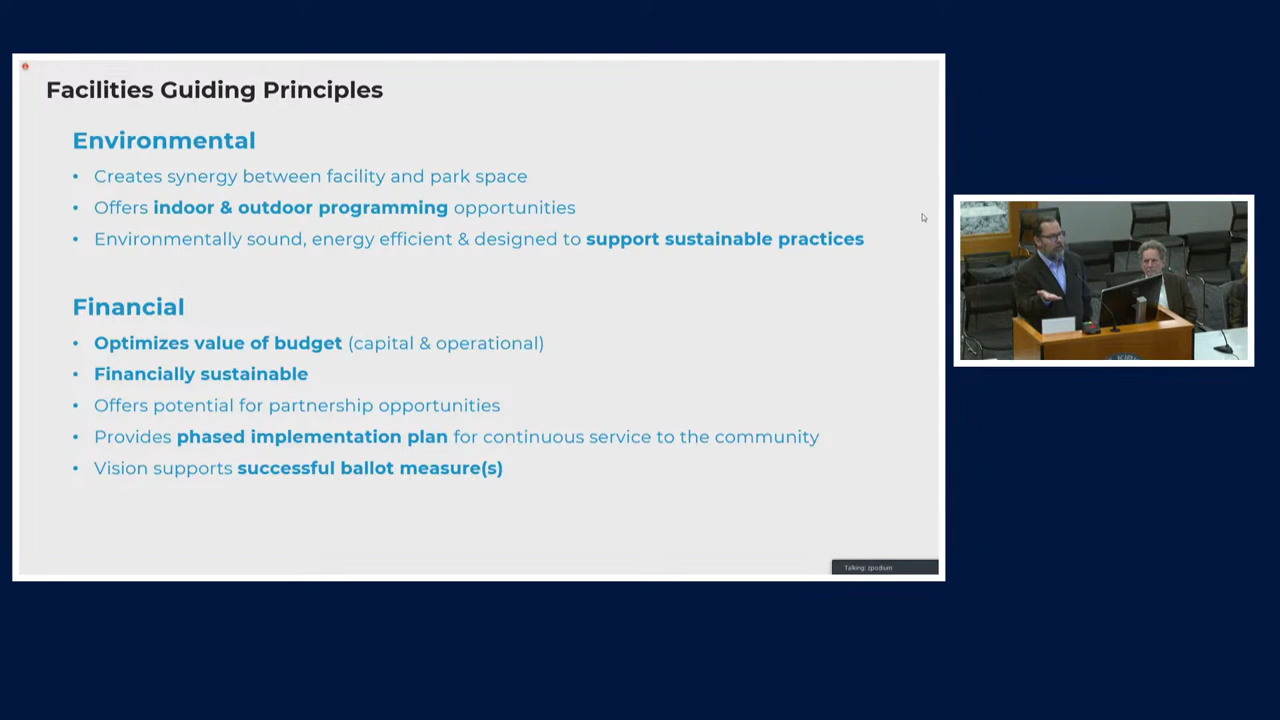 Facilities Guiding Principles
Environmental
• Creates synergy between facility and park space
• Offers indoor & outdoor programming opportunities
• Environmentally sound, energy efficient & designed to support sustainable practices
Financial
• Optimizes value of budget (capital & operational)
• Financially sustainable
• Offers potential for partnership opportunities
• Provides phased implementation plan for continuous service to the community
• Vision supports successful ballot measure(s)
Talking: zpodium